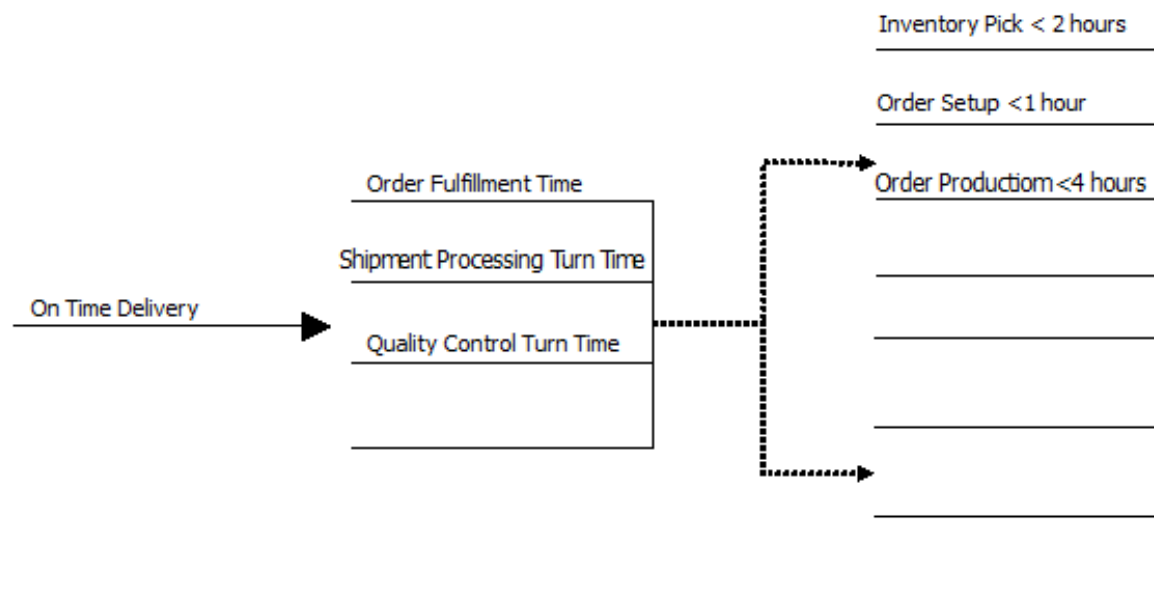 Inventory Pick < 2 hours
Order Setup <1 hour
Order Fulfillment Time
Order Productiom <4 hours
Shipment Processing Turn Time
On Time Delivery
Quality Control Turn Time